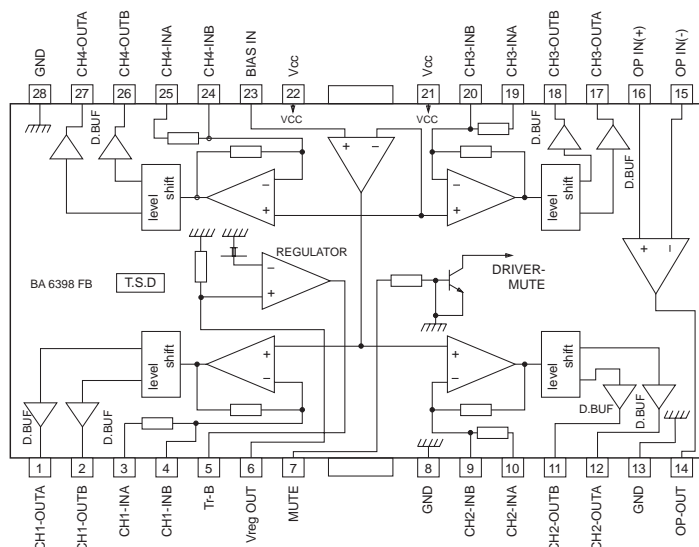 GND
CH4-OUTA
CH4-OUTB
CH4-INA
CH4-INB
BIAS IN
Vcc
Vcc
CH3-INB
CH3-INA
CH3-OUTB
CH3-OUTA
OP IN(+)
OP IN(-)
28
27
26
25
24
23
22
21
20
19
18
17
16
15
VCC
VCC
D.BUF
D.BUF
level
shift
level
shift
+
−
−
+
−
+
+
−
REGULATOR
−
+
BA 6398 FB
T.S.D
DRIVER-
MUTE
level
shift
+
−
+
−
level
shift
D.BUF
D.BUF
D.BUF
D.BUF
1
2
3
4
5
6
7
8
9
10
11
12
13
14
GND
CH1-OUTA
CH1-OUTB
CH1-INA
CH1-INB
Tr-B
Vreg OUT
MUTE
CH2-INB
CH2-INA
CH2-OUTB
CH2-OUTA
GND
OP-OUT